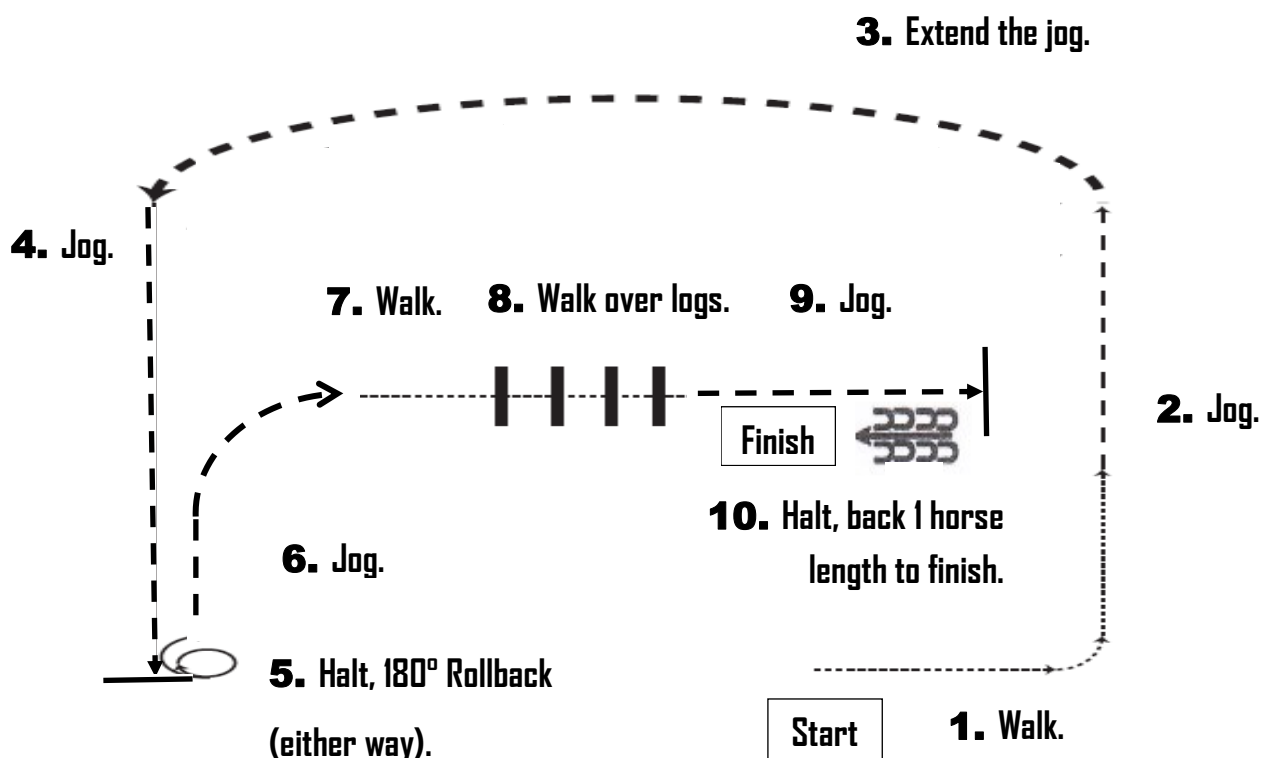 3. Extend the jog.
4. Jog.
7. Walk.
8. Walk over logs.
9. Jog.
2. Jog.
Finish
10. Halt, back 1 horse
length to finish.
6. Jog.
5. Halt, 180° Rollback
(either way).
Start
1. Walk.